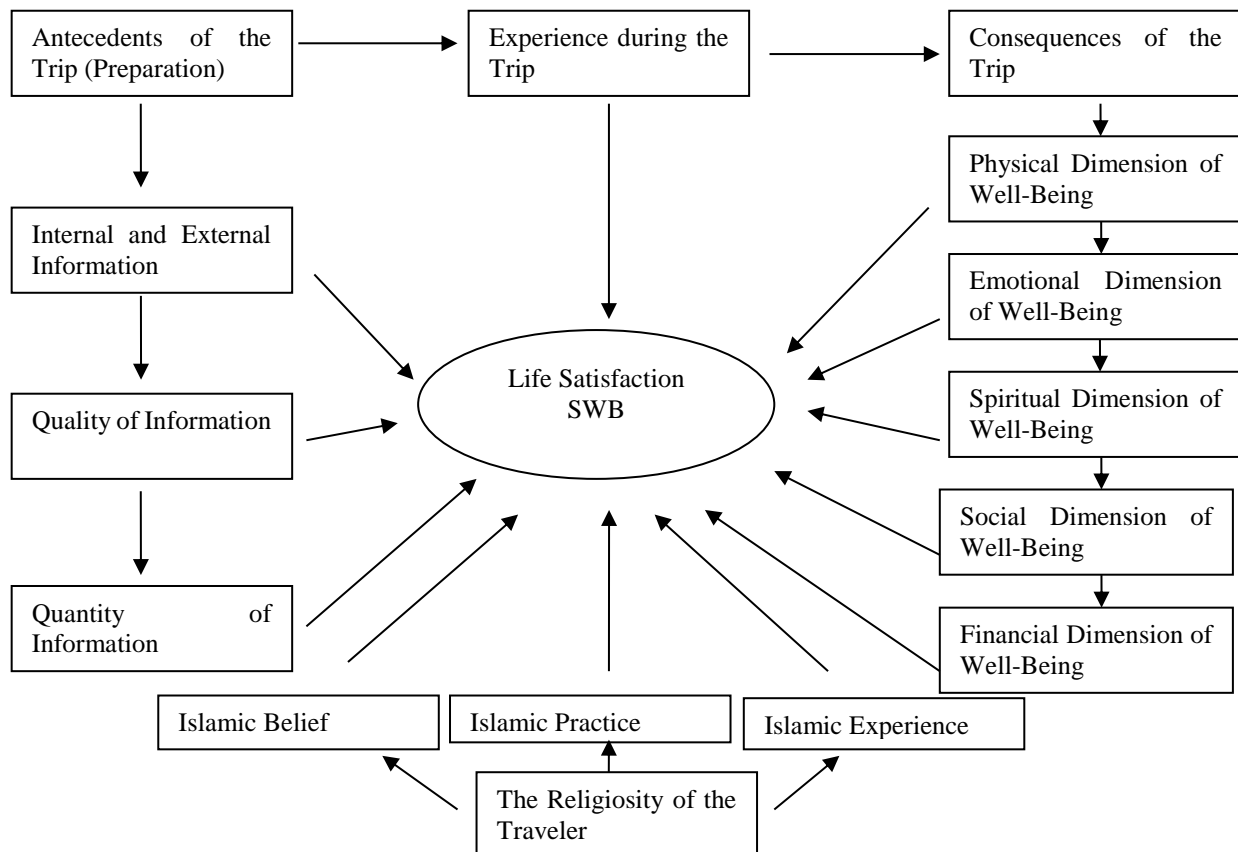 Antecedents of the
Trip (Preparation)
Experience during the
Trip
Consequences of the
Trip
Physical Dimension of
Well-Being
Internal and External
Information
Emotional Dimension
of Well-Being
Life Satisfaction
SWB
Quality of Information
Spiritual Dimension of
Well-Being
Social Dimension of
Well-Being
Quantity of
Information
Financial Dimension of
Well-Being
Islamic Belief
Islamic Practice
Islamic Experience
The Religiosity of the
Traveler